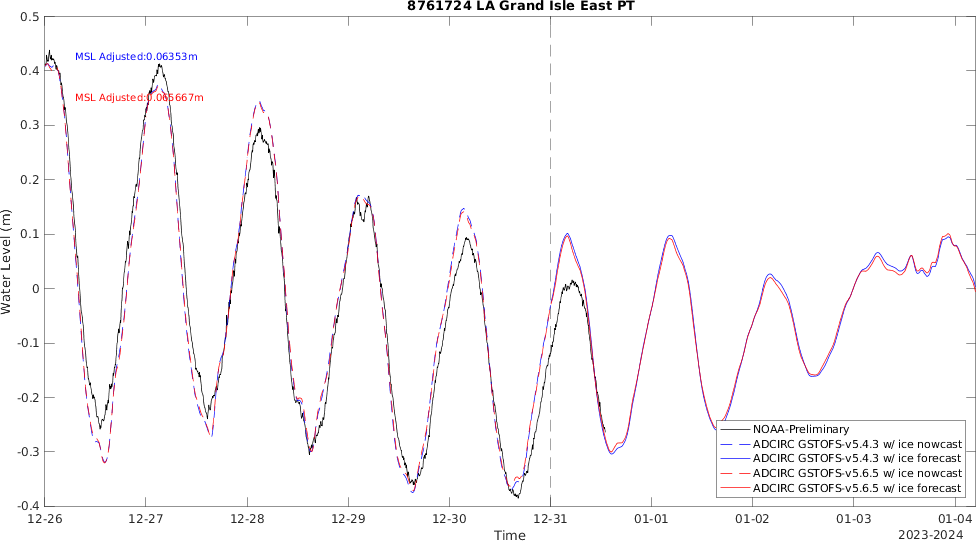 8761724 LA Grand Isle East PT
MSL Adjusted:0.06353m
MSL Adjusted:0.065667m
Water Level (m)
0.5
0.4
0.3
0.2
0.1
0
-0.1
-0.2
-0.3
-0.4
NOAA-Preliminary
ADCIRC GSTOFS-v5.4.3 w/ ice nowcast
ADCIRC GSTOFS-v5.4.3 w/ ice forecast
ADCIRC GSTOFS-v5.6.5 w/ ice nowcast
ADCIRC GSTOFS-v5.6.5 w/ ice forecast
12-26 12-27 12-28 12-29 12-30 12-31 01-01 01-02 01-03 01-04
Time
2023-2024